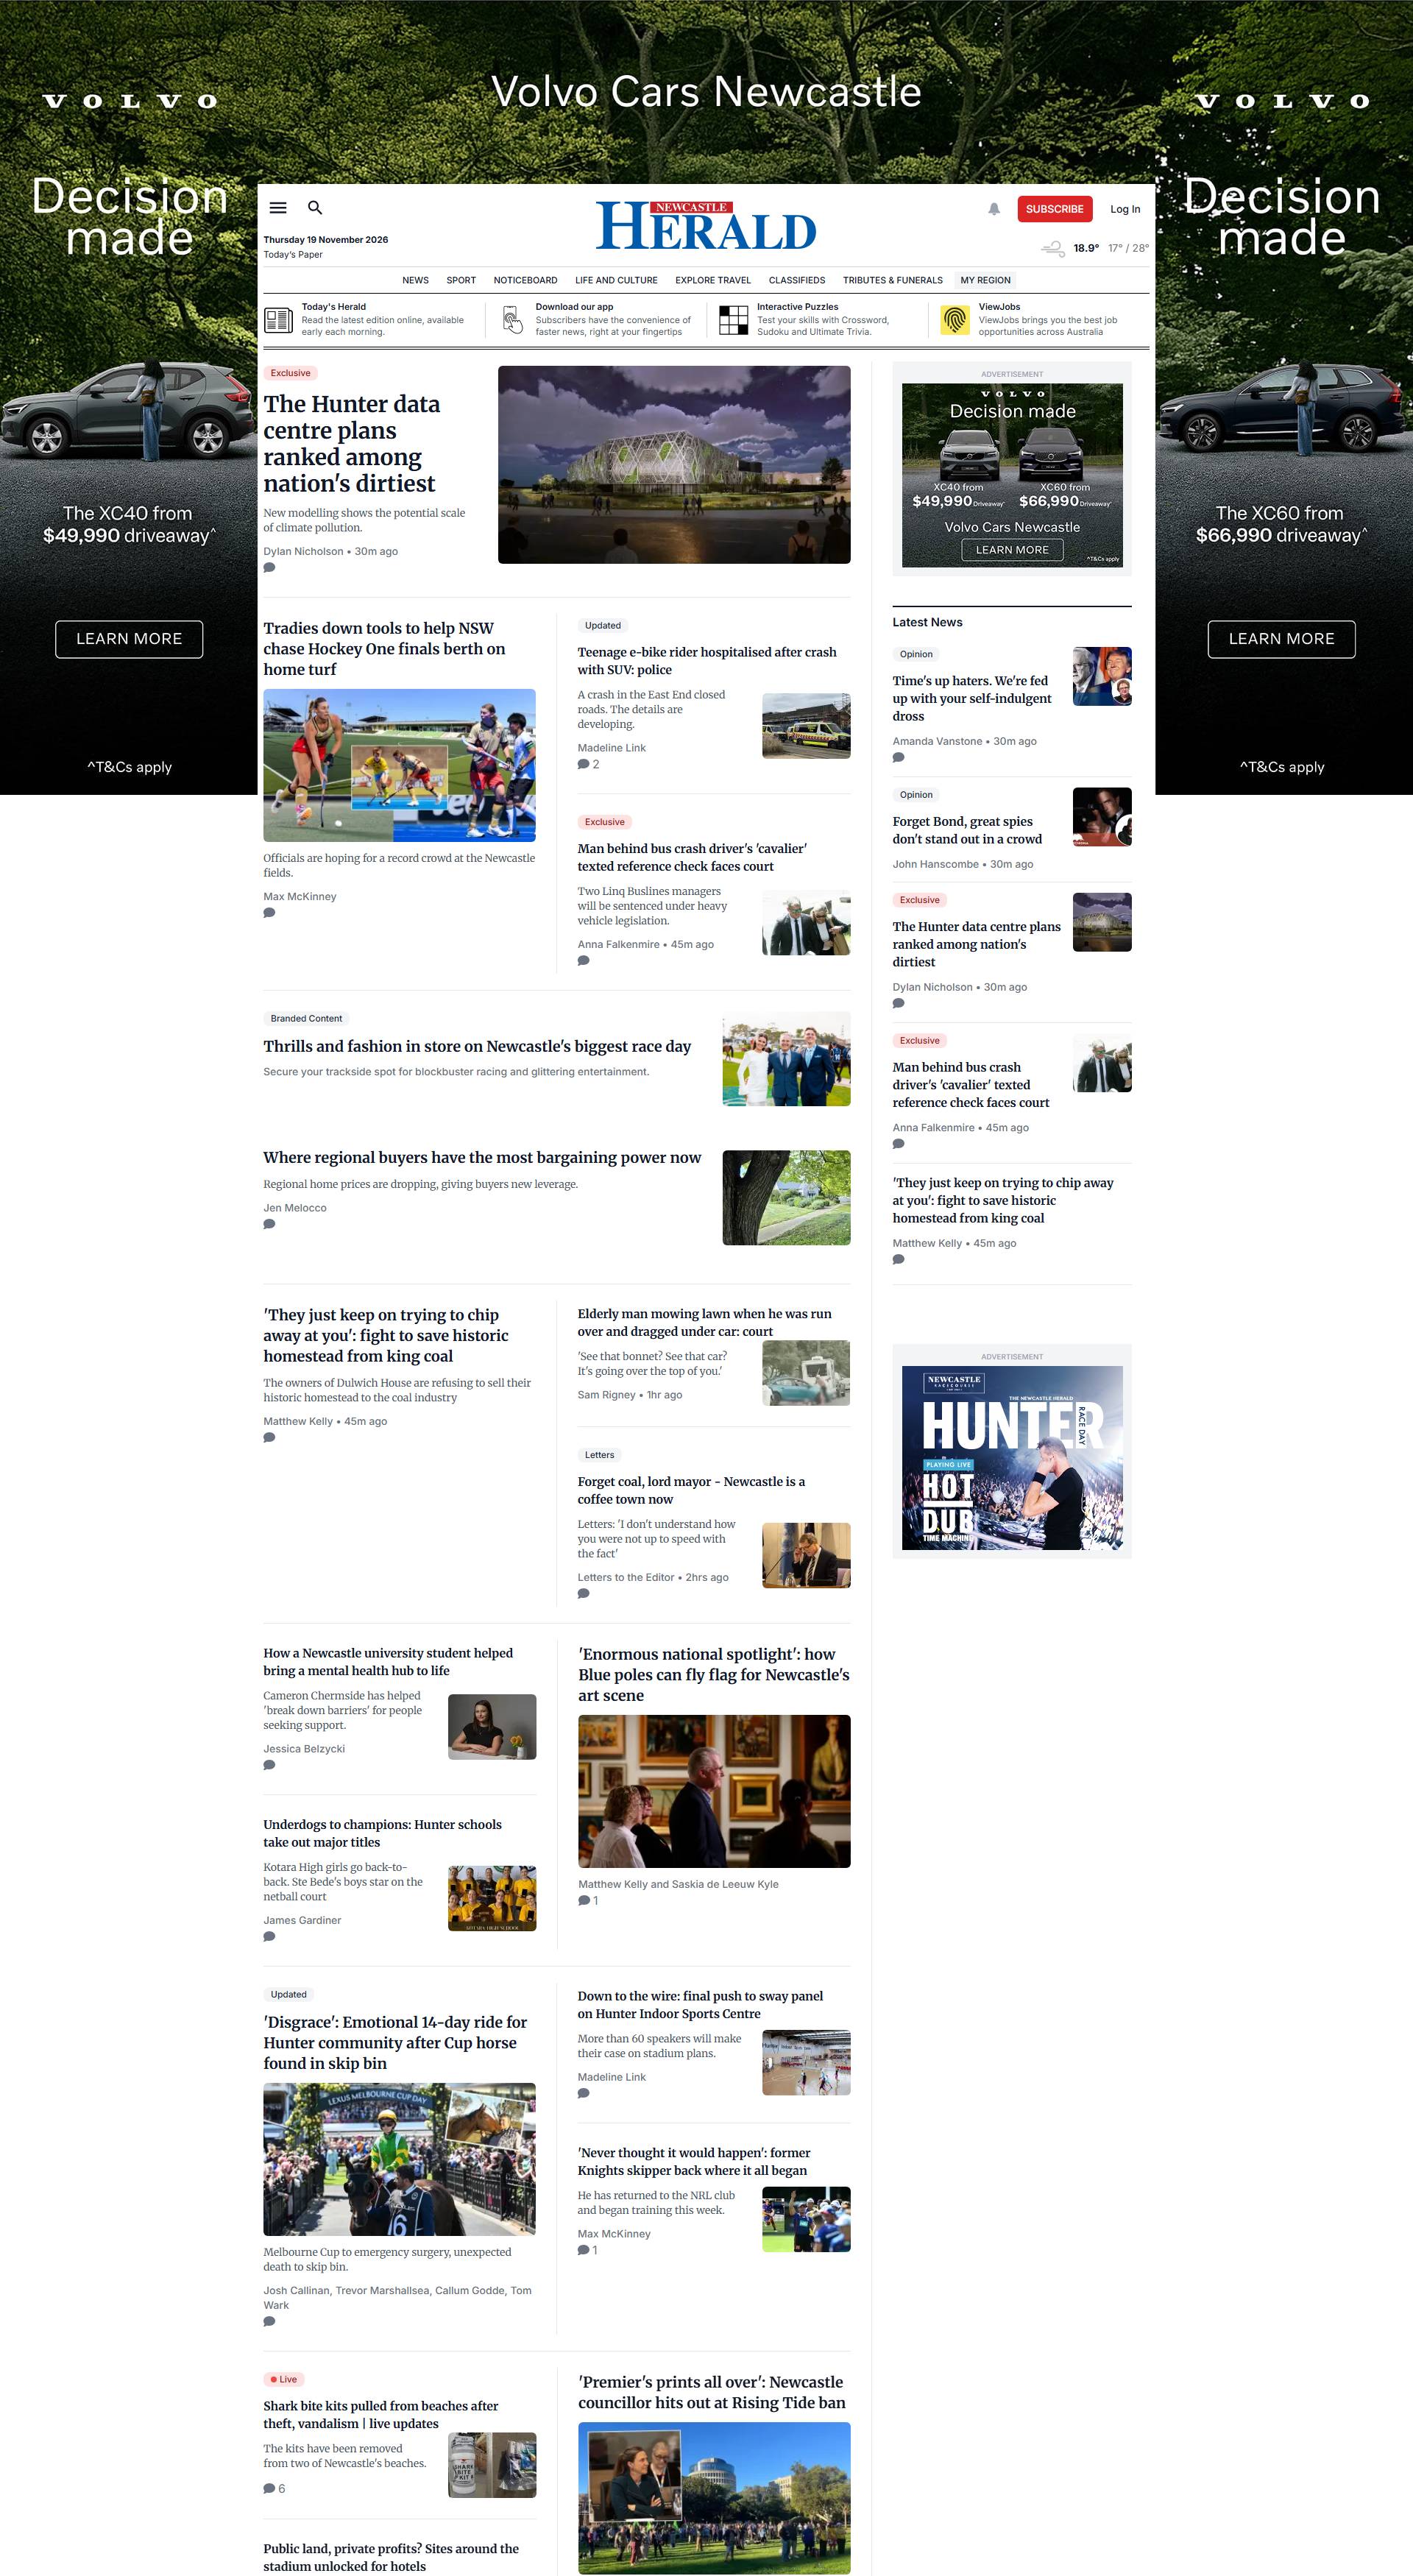 Volvo Cars Newcastle
VOLVO
Decision
made
The XC40 from
$49,990 driveaway^
LEARN MORE
^T&Cs apply
VOLVO
Decision
made
The XC60 from
$66,990 driveaway^
LEARN MORE
^T&Cs apply
NEWCASTLE
HERALD
SUBSCRIBE
Log In
Thursday 19 November 2026
Today's Paper
18.9° 17° / 28°
NEWS SPORT NOTICEBOARD LIFE AND CULTURE EXPLORE TRAVEL CLASSIFIEDS TRIBUTES & FUNERALS MY REGION
Today's Herald
Read the latest edition online, available
early each morning.
Download our app
Subscribers have the convenience of
faster news, right at your fingertips
Interactive Puzzles
Test your skills with Crossword,
Sudoku and Ultimate Trivia.
ViewJobs
ViewJobs brings you the best job
opportunities across Australia
Exclusive
The Hunter data
centre plans
ranked among
nation's dirtiest
New modelling shows the potential scale
of climate pollution.
Dylan Nicholson • 30m ago
Tradies down tools to help NSW
chase Hockey One finals berth on
home turf
Officials are hoping for a record crowd at the Newcastle
fields.
Max McKinney
Updated
Teenage e-bike rider hospitalised after crash
with SUV: police
A crash in the East End closed
roads. The details are
developing.
Madeline Link
2
Exclusive
Man behind bus crash driver's 'cavalier'
texted reference check faces court
Two Linq Buslines managers
will be sentenced under heavy
vehicle legislation.
Anna Falkenmire • 45m ago
Branded Content
Thrills and fashion in store on Newcastle's biggest race day
Secure your trackside spot for blockbuster racing and glittering entertainment.
Where regional buyers have the most bargaining power now
Regional home prices are dropping, giving buyers new leverage.
Jen Melocco
'They just keep on trying to chip
away at you': fight to save historic
homestead from king coal
The owners of Dulwich House are refusing to sell their
historic homestead to the coal industry
Matthew Kelly • 45m ago
Elderly man mowing lawn when he was run
over and dragged under car: court
'See that bonnet? See that car?
It's going over the top of you.'
Sam Rigney • 1hr ago
Letters
Forget coal, lord mayor - Newcastle is a
coffee town now
Letters: 'I don't understand how
you were not up to speed with
the fact'
Letters to the Editor • 2hrs ago
How a Newcastle university student helped
bring a mental health hub to life
Cameron Chermside has helped
'break down barriers' for people
seeking support.
Jessica Belzycki
Underdogs to champions: Hunter schools
take out major titles
Kotara High girls go back-to-
back. Ste Bede's boys star on the
netball court
James Gardiner
KOTARA HIGH SCHOOL
'Enormous national spotlight': how
Blue poles can fly flag for Newcastle's
art scene
Matthew Kelly and Saskia de Leeuw Kyle
1
Updated
'Disgrace': Emotional 14-day ride for
Hunter community after Cup horse
found in skip bin
LEXUS MELBOURNE CUP DAY
16
Melbourne Cup to emergency surgery, unexpected
death to skip bin.
Josh Callinan, Trevor Marshallsea, Callum Godde, Tom
Wark
Down to the wire: final push to sway panel
on Hunter Indoor Sports Centre
More than 60 speakers will make
their case on stadium plans.
Madeline Link
'Never thought it would happen': former
Knights skipper back where it all began
He has returned to the NRL club
and began training this week.
Max McKinney
1
Live
Shark bite kits pulled from beaches after
theft, vandalism | live updates
The kits have been removed
from two of Newcastle's beaches.
SHARK
BITE
KIT
6
Public land, private profits? Sites around the
stadium unlocked for hotels
'Premier's prints all over': Newcastle
councillor hits out at Rising Tide ban
ADVERTISEMENT
VOLVO
Decision made
XC40 from
$49,990 Driveaway^
XC60 from
$66,990 Driveaway^
Volvo Cars Newcastle
LEARN MORE
^T&Cs apply
Latest News
Opinion
Time's up haters. We're fed
up with your self-indulgent
dross
Amanda Vanstone • 30m ago
Opinion
Forget Bond, great spies
don't stand out in a crowd
John Hanscombe • 30m ago
Exclusive
The Hunter data centre plans
ranked among nation's
dirtiest
Dylan Nicholson • 30m ago
Exclusive
Man behind bus crash
driver's 'cavalier' texted
reference check faces court
Anna Falkenmire • 45m ago
'They just keep on trying to chip away
at you': fight to save historic
homestead from king coal
Matthew Kelly • 45m ago
ADVERTISEMENT
NEWCASTLE
RACECOURSE
THE NEWCASTLE HERALD
HUNTER
RACE DAY
PLAYING LIVE
HOT
DUB
TIME MACHINE